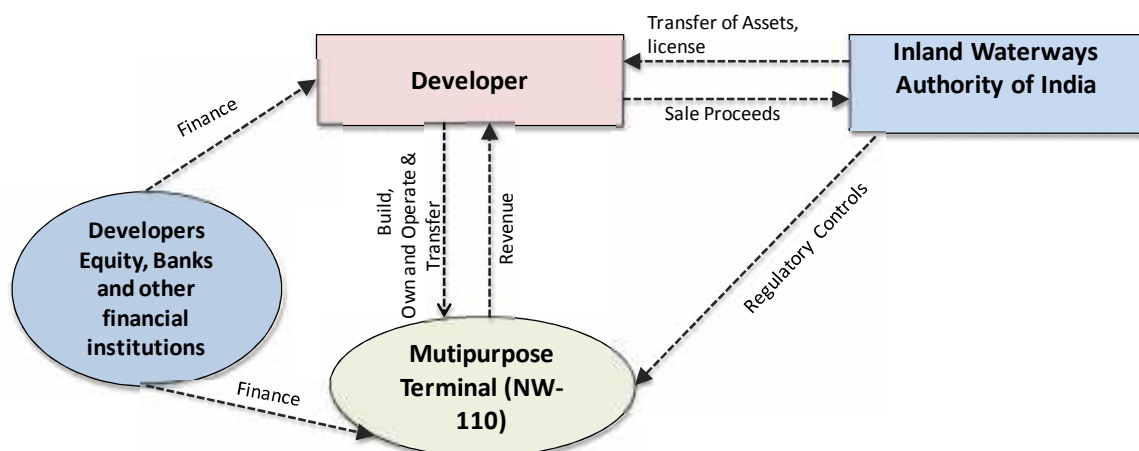 Transfer of Assets,
license
Developer
Inland Waterways
Authority of India
Sale Proceeds
Finance
Build,
Own and Operate &
Transfer
Revenue
Regulatory Controls
Developers
Equity, Banks
and other
financial
institutions
Finance
Mutipurpose
Terminal (NW-
110)